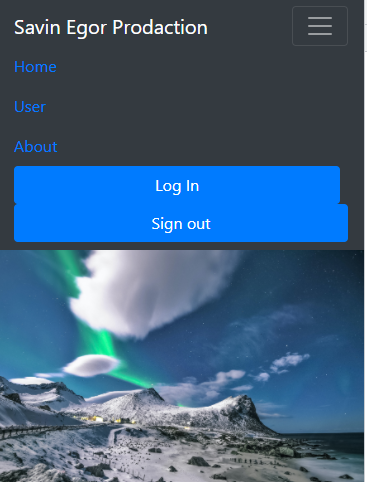 Savin Egor Prodaction
Home
User
About
Log In
Sign out